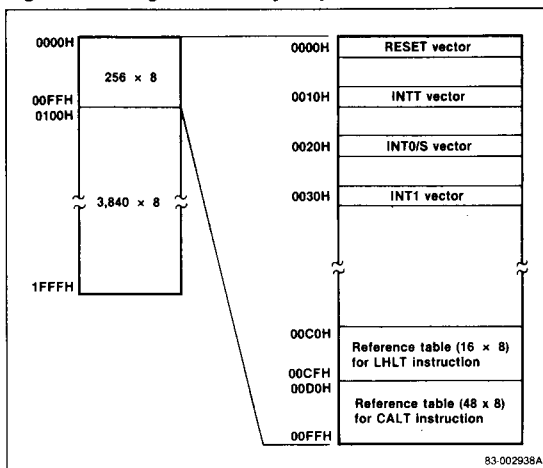 0000H
256 × 8
00FFH
0100H
3,840 × 8
1FFFH
0000H
RESET vector
0010H
INTT vector
0020H
INT0/S vector
0030H
INT1 vector
00C0H
Reference table (16 × 8)
for LHLT instruction
00CFH
00D0H
Reference table (48 x 8)
for CALT instruction
00FFH
83-002938A